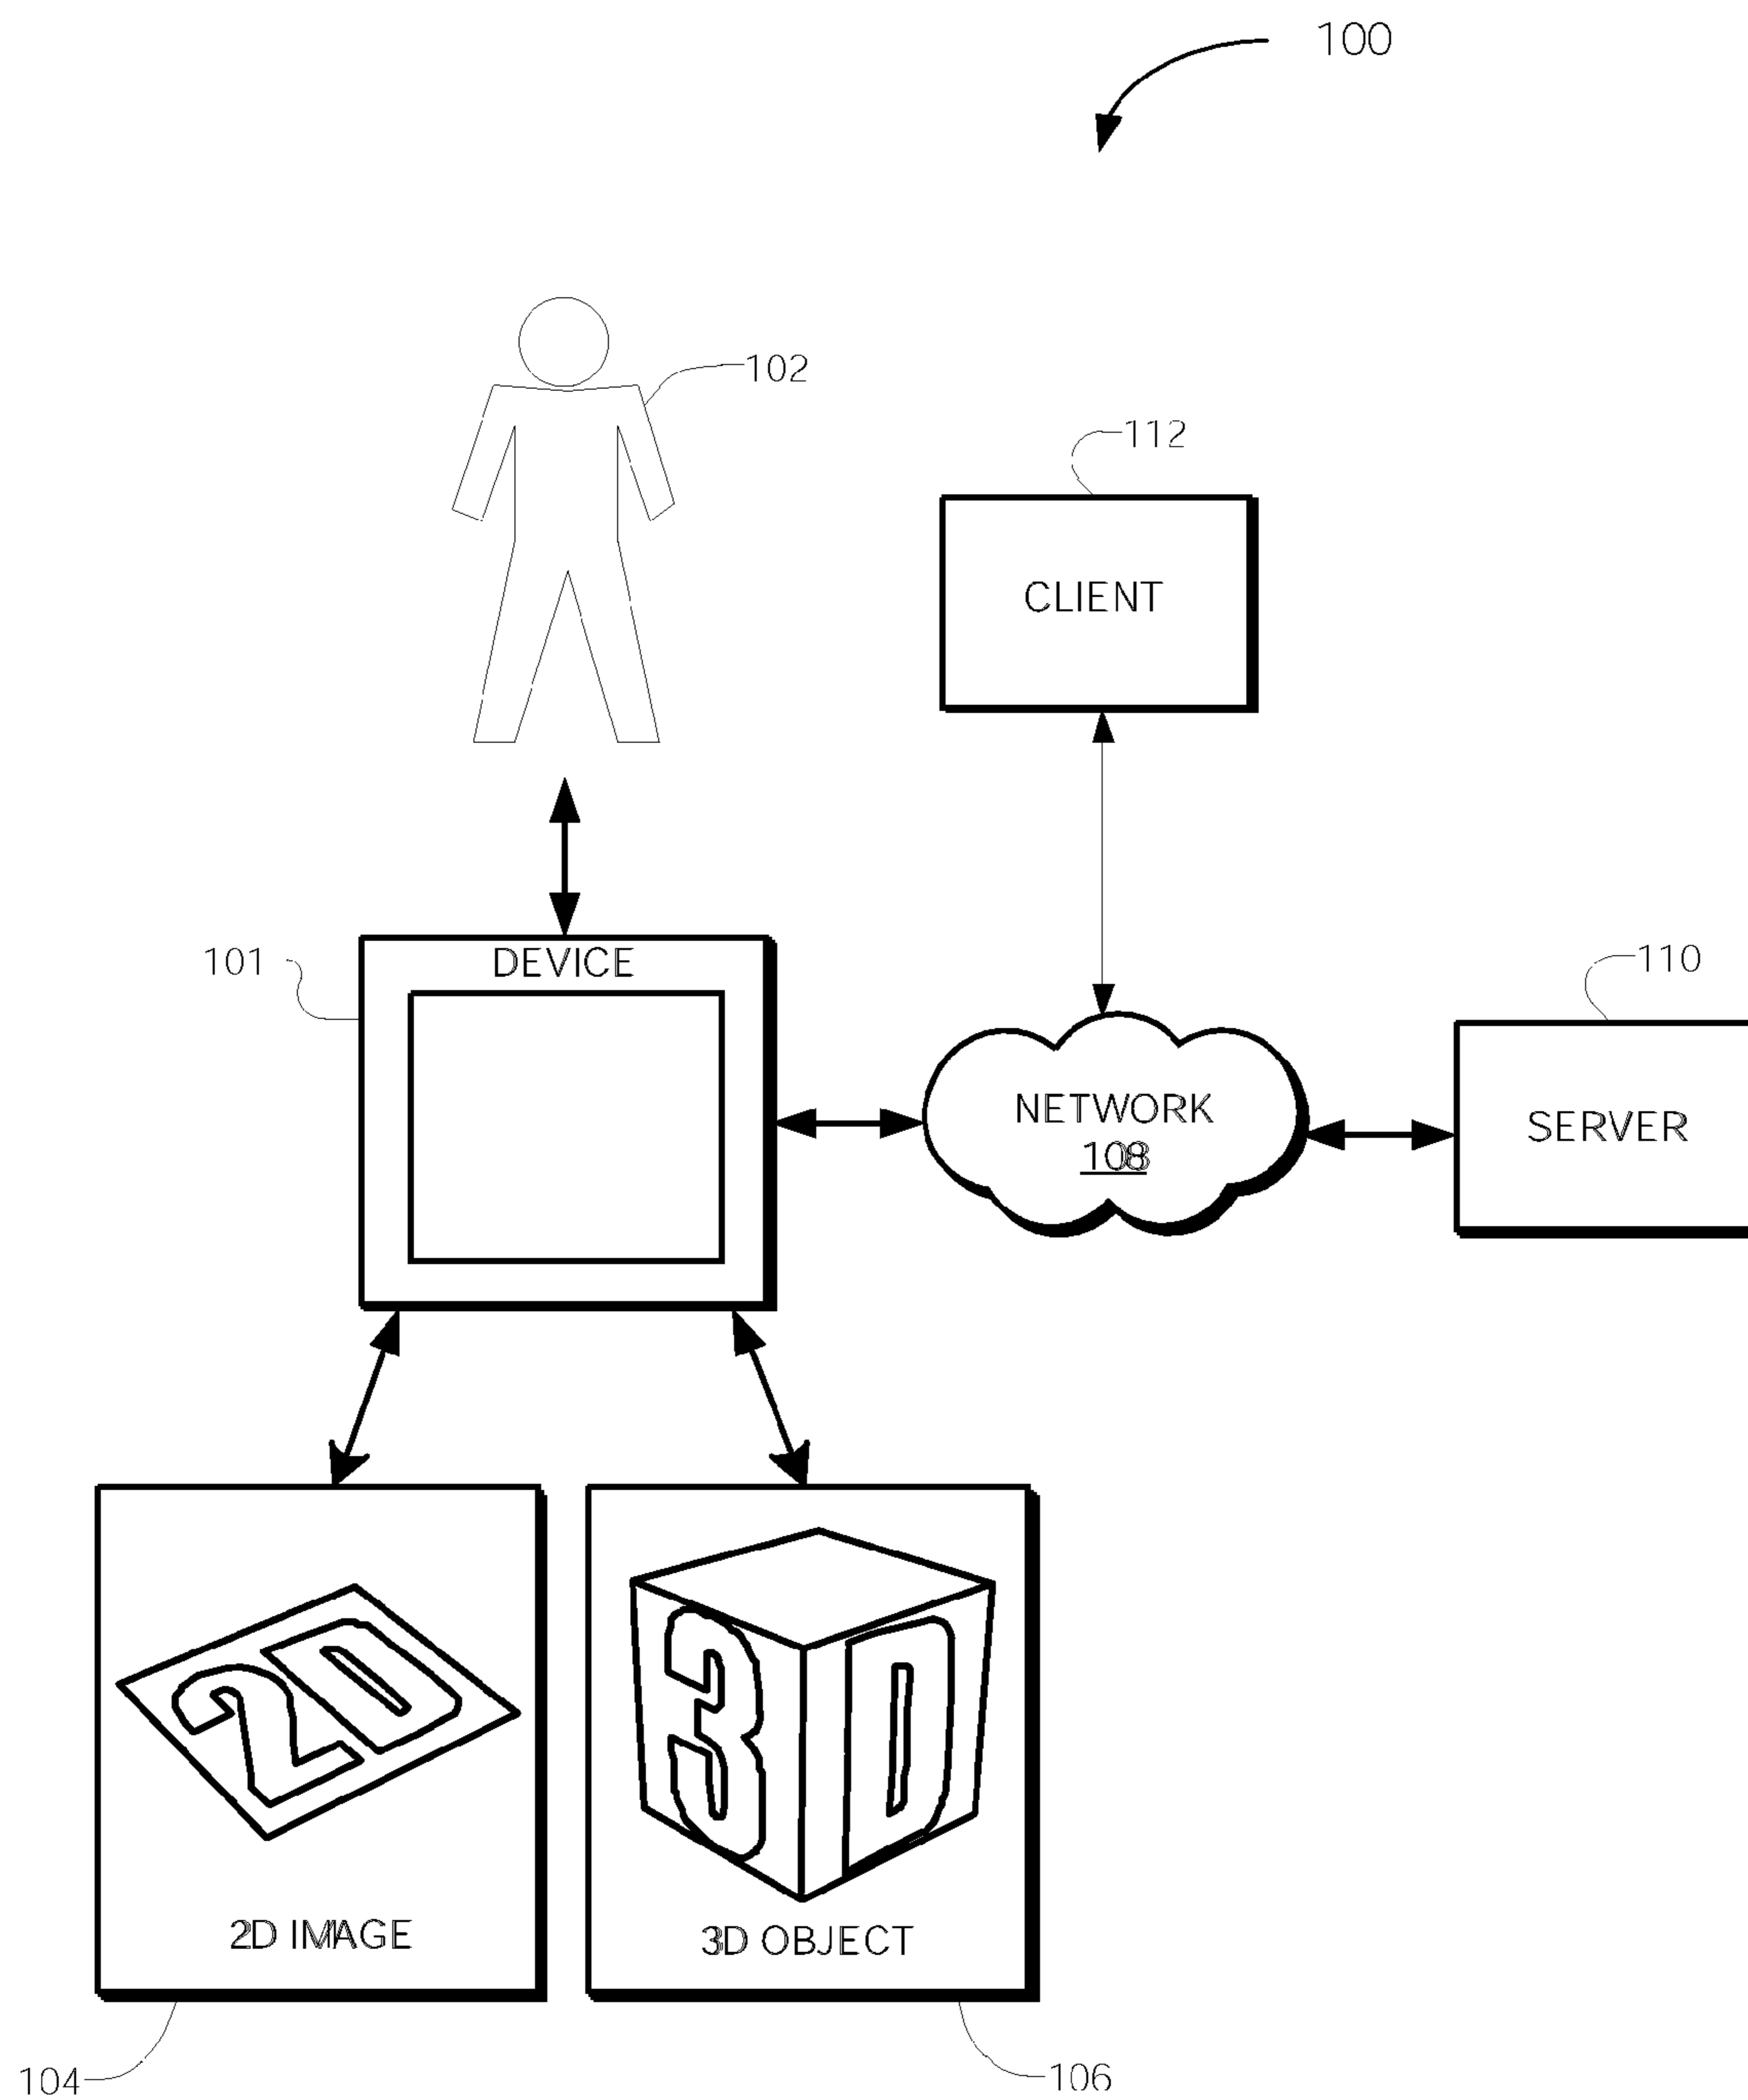 100
102
112
CLIENT
101
DEVICE
110
NETWORK
108
SERVER
2D
3D
2D IMAGE
3D OBJECT
104
106